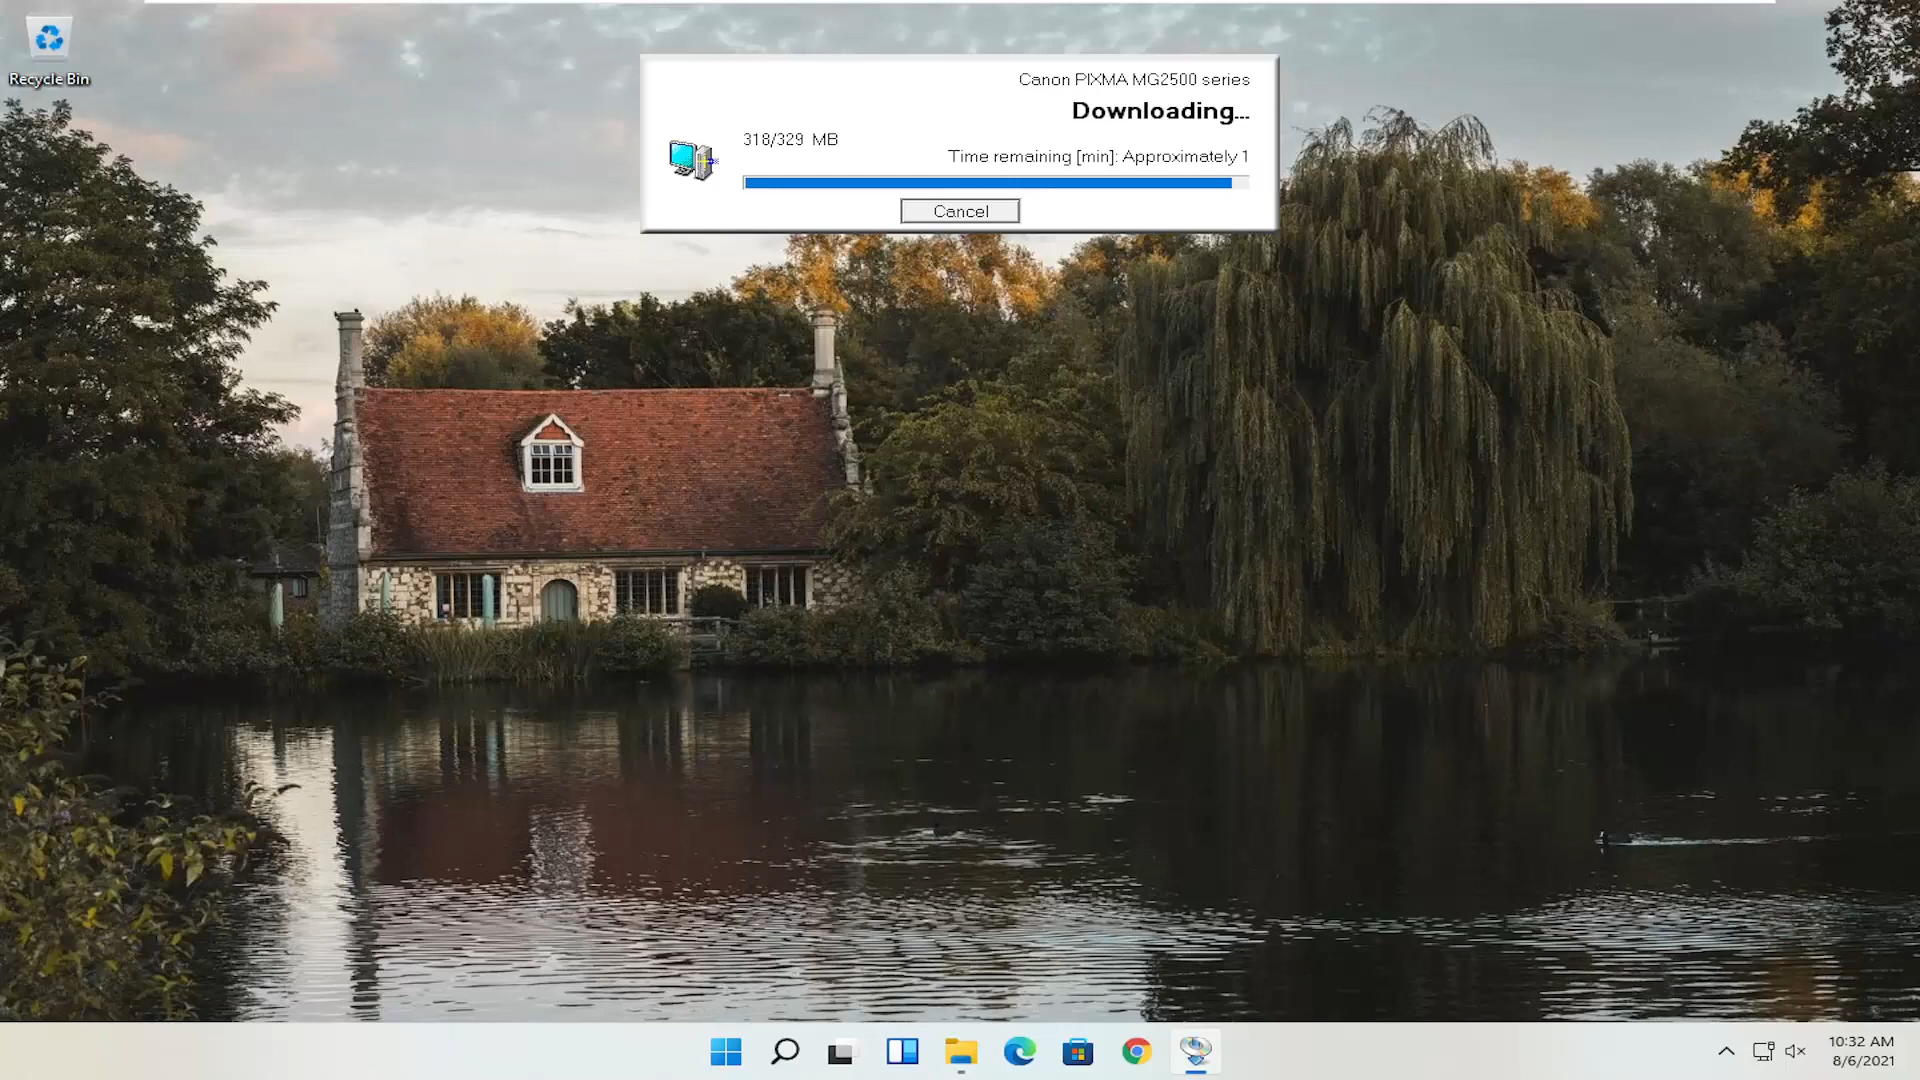 Recycle Bin
Canon PIXMA MG2500 series
Downloading...
318/329 MB
Time remaining [min]: Approximately 1
Cancel
10:32 AM
8/6/2021